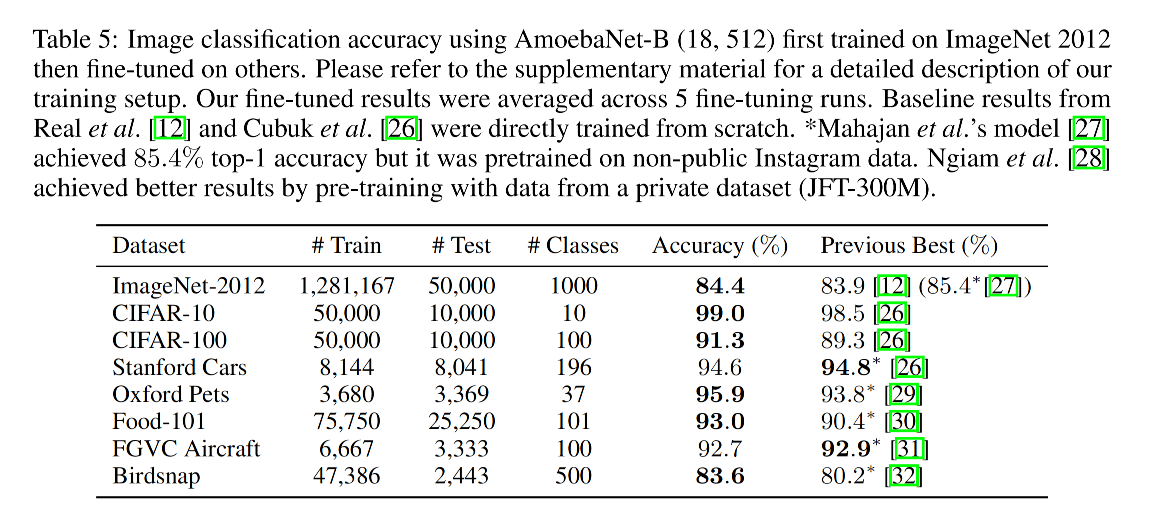 Table 5: Image classification accuracy using AmoebaNet-B (18, 512) first trained on ImageNet 2012
then fine-tuned on others. Please refer to the supplementary material for a detailed description of our
training setup. Our fine-tuned results were averaged across 5 fine-tuning runs. Baseline results from
Real et al. [12] and Cubuk et al. [26] were directly trained from scratch. *Mahajan et al.'s model [27]
achieved 85.4% top-1 accuracy but it was pretrained on non-public Instagram data. Ngiam et al. [28]
achieved better results by pre-training with data from a private dataset (JFT-300M).
Dataset # Train # Test # Classes Accuracy (%) Previous Best (%)
ImageNet-2012 1,281,167 50,000 1000 84.4 83.9 [12] (85.4*[27])
CIFAR-10 50,000 10,000 10 99.0 98.5 [26]
CIFAR-100 50,000 10,000 100 91.3 89.3 [26]
Stanford Cars 8,144 8,041 196 94.6 94.8* [26]
Oxford Pets 3,680 3,369 37 95.9 93.8* [29]
Food-101 75,750 25,250 101 93.0 90.4* [30]
FGVC Aircraft 6,667 3,333 100 92.7 92.9* [31]
Birdsnap 47,386 2,443 500 83.6 80.2* [32]